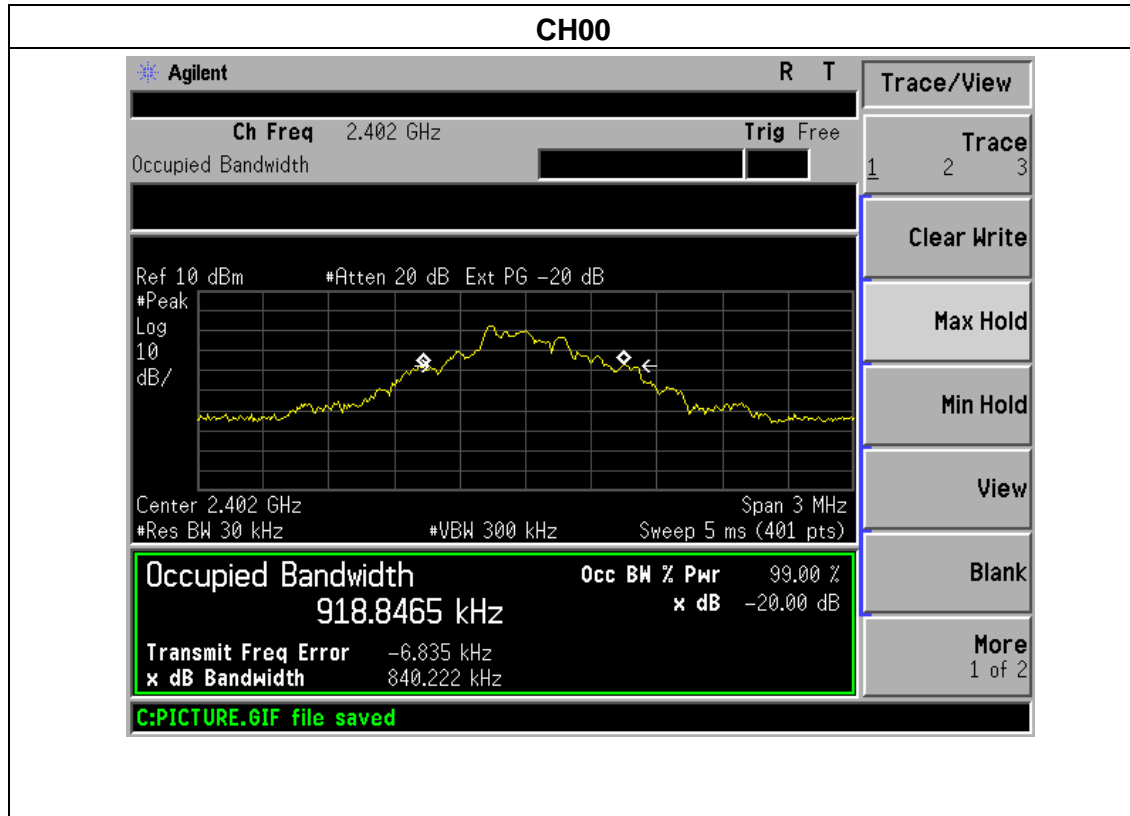 CH00
Agilent R T
Trace/View
Ch Freq 2.402 GHz Trig Free
Occupied Bandwidth
Trace
1 2 3
Clear Write
Ref 10 dBm #Atten 20 dB Ext PG -20 dB
#Peak
Log
10
dB/
Max Hold
Min Hold
View
Center 2.402 GHz Span 3 MHz
#Res BW 30 kHz #VBW 300 kHz Sweep 5 ms (401 pts)
Occupied Bandwidth Occ BW % Pwr 99.00 %
918.8465 kHz x dB -20.00 dB
Blank
Transmit Freq Error -6.835 kHz
x dB Bandwidth 840.222 kHz
More
1 of 2
C:PICTURE.GIF file saved